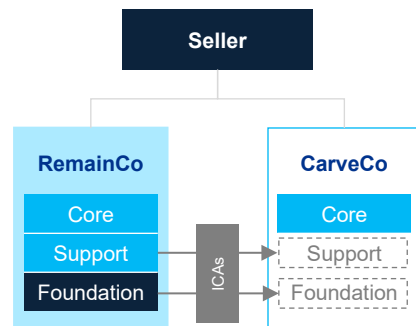 Seller
RemainCo
CarveCo
Core
Core
Support
ICAs
Support
Foundation
Foundation